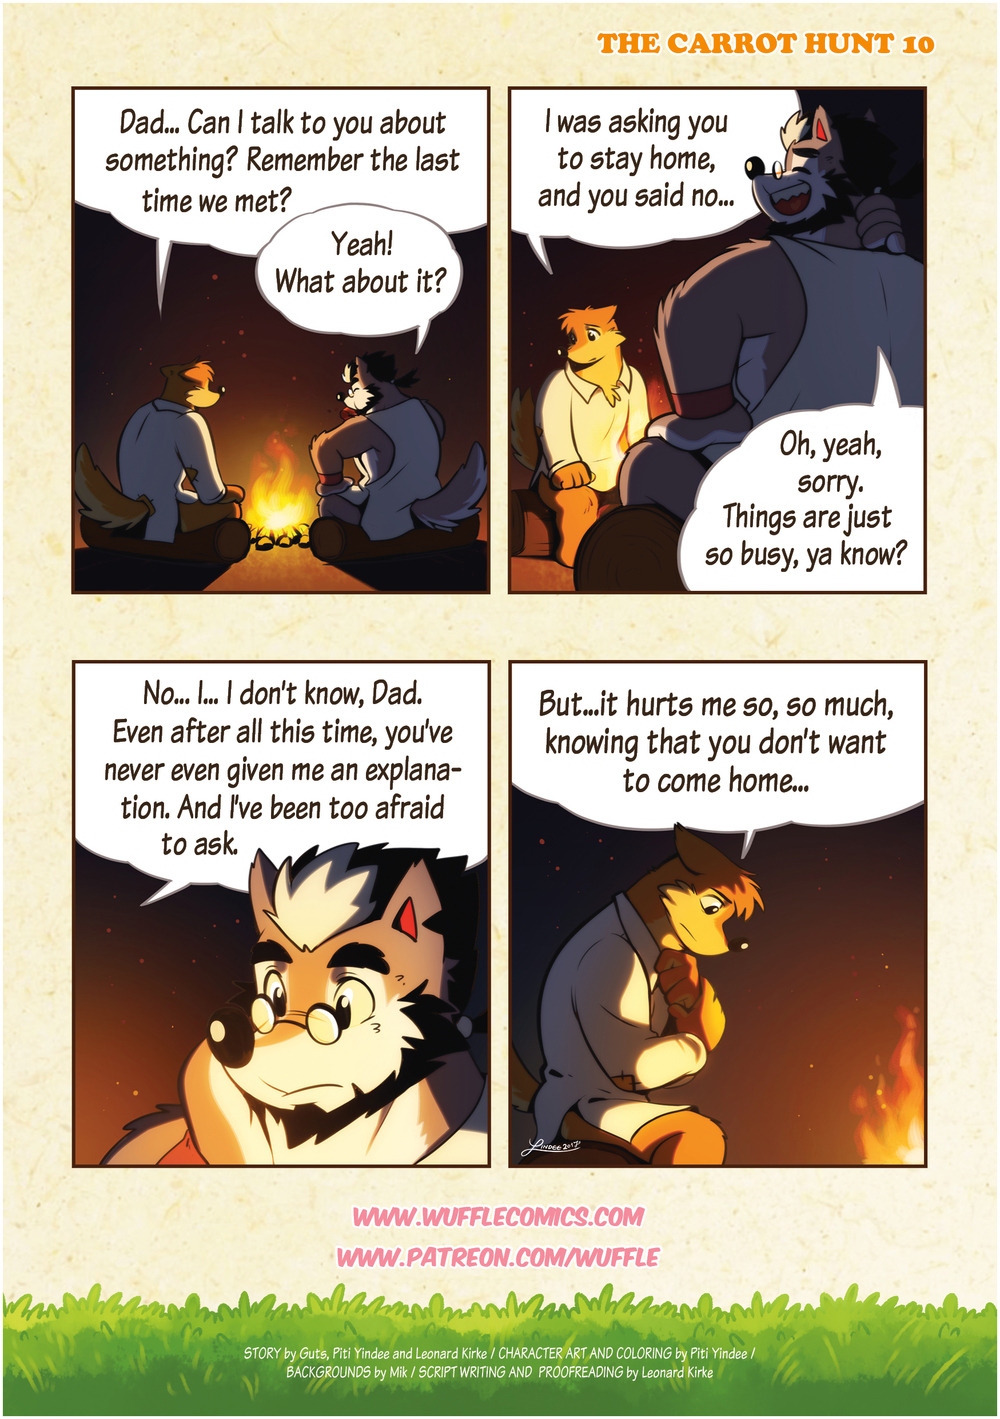 THE CARROT HUNT 10
Dad... Can I talk to you about
something? Remember the last
time we met?
Yeah!
What about it?
I was asking you
to stay home,
and you said no...
Oh, yeah,
sorry.
Things are just
so busy, ya know?
No... I... I don't know, Dad.
Even after all this time, you've
never even given me an explana-
tion. And I've been too afraid
to ask.
But...it hurts me so, so much,
knowing that you don't want
to come home...
YINDEE 2017
WWW.WUFFLECOMICS.COM
WWW.PATREON.COM/WUFFLE
STORY by Guts, Piti Yindee and Leonard Kirke / CHARACTER ART AND COLORING by Piti Yindee /
BACKGROUNDS by Mik / SCRIPT WRITING AND PROOFREADING by Leonard Kirke